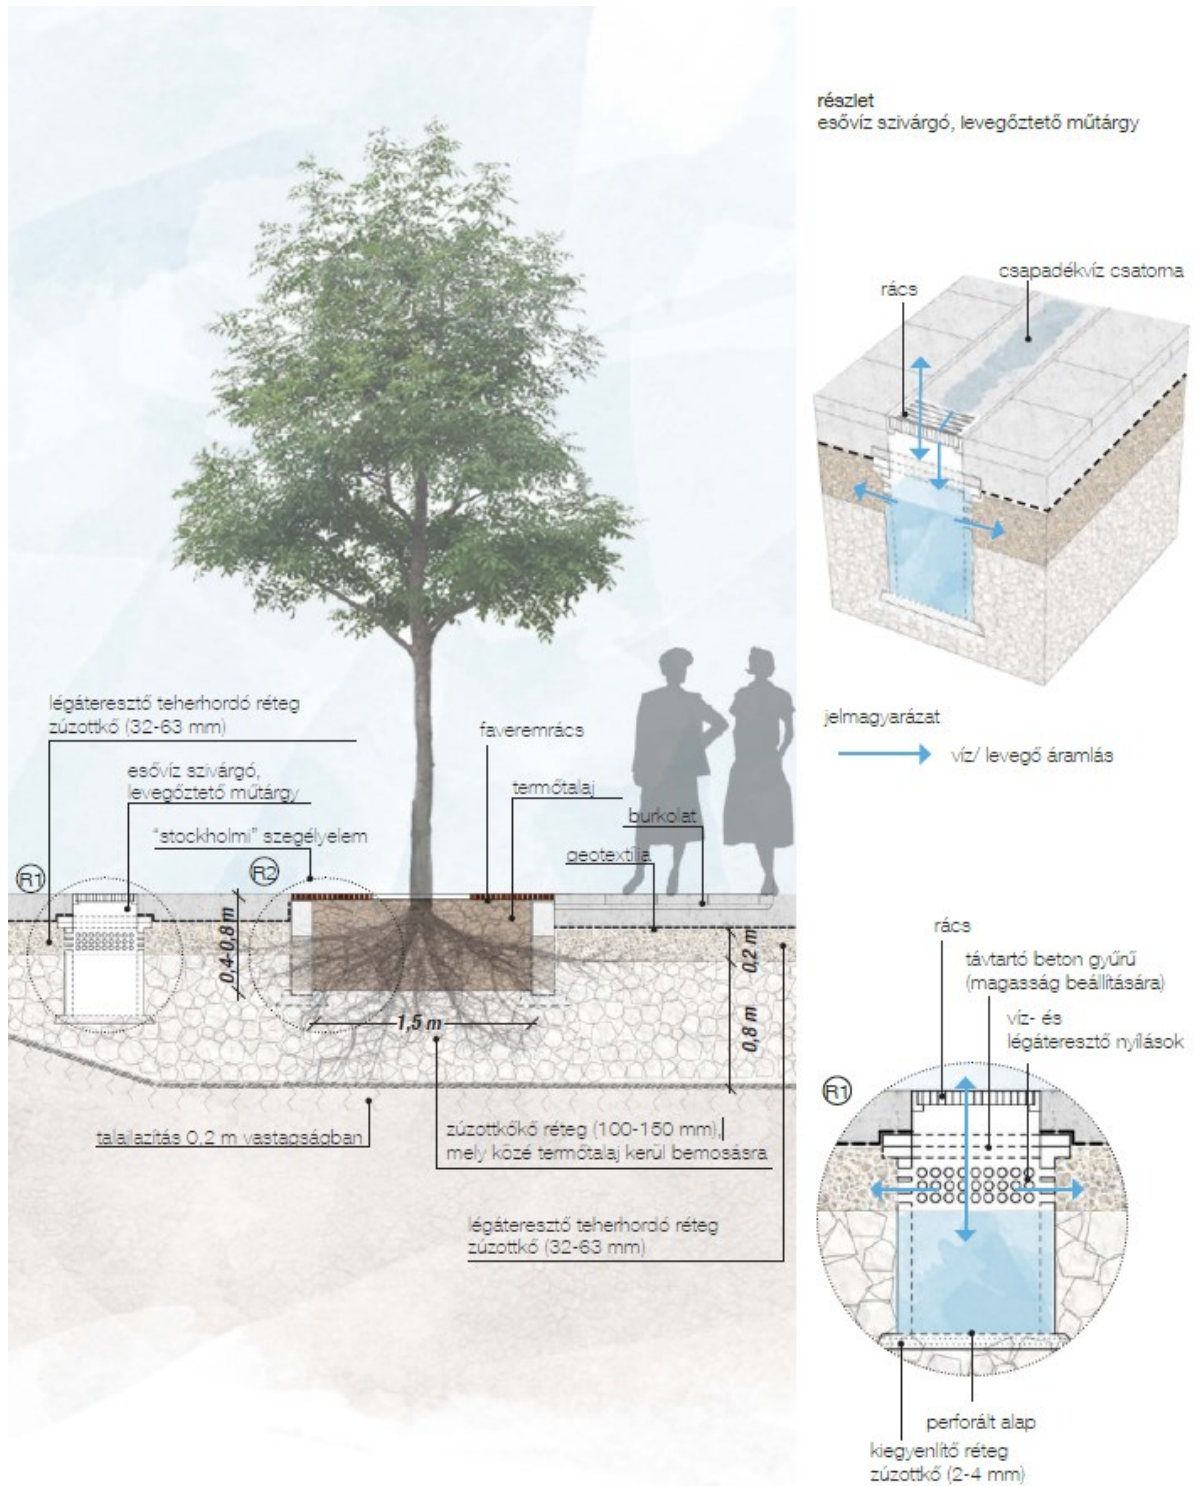 részlet
esővíz szivárgó, levegőztető műtárgy
csapadékvíz csatorna
rács
légáteresztő teherhordó réteg
zúzottkő (32-63 mm)
faveremrács
jelmagyarázat
víz/ levegő áramlás
esővíz szivárgó,
levegőztető műtárgy
termőtalaj
burkolat
"stockholmi" szegélyelem
geotextília
R1
R2
0,4-0,8 m
0,2 m
1,5 m
0,8 m
talajlazítás 0,2 m vastagságban
zúzottkőkő réteg (100-150 mm),
mely közé termőtalaj kerül bemosásra
légáteresztő teherhordó réteg
zúzottkő (32-63 mm)
rács
távtartó beton gyűrű
(magasság beállítására)
víz- és
légáteresztő nyílások
R1
perforált alap
kiegyenlítő réteg
zúzottkő (2-4 mm)